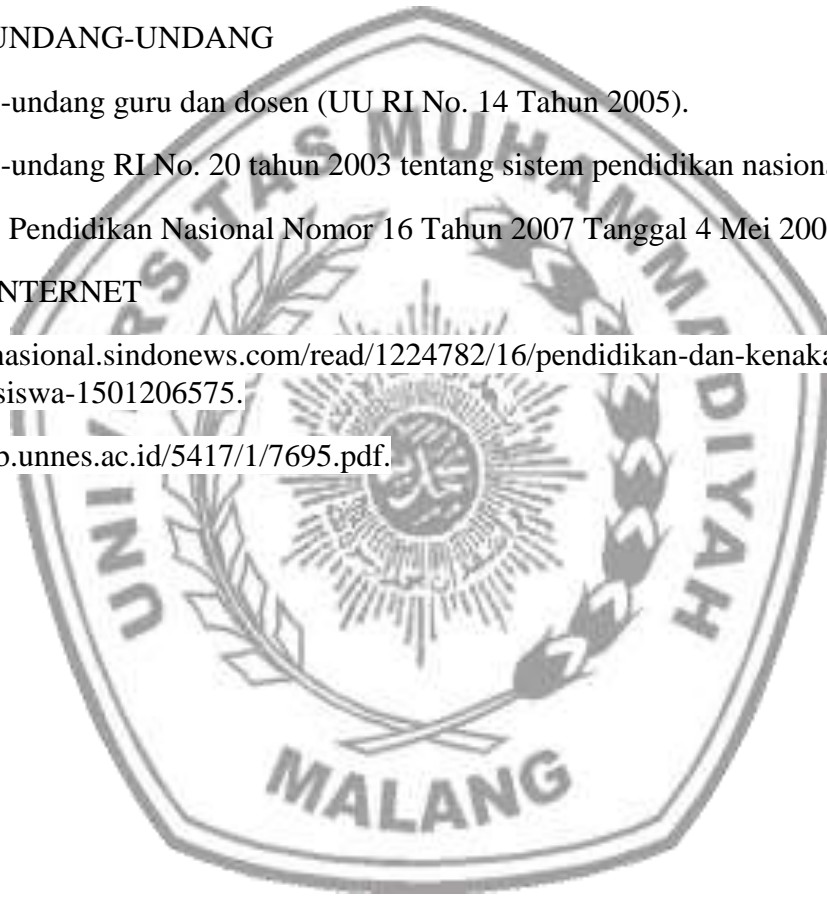 UNDANG-UNDANG
-undang guru dan dosen (UU RI No. 14 Tahun 2005).
-undang RI No. 20 tahun 2003 tentang sistem pendidikan nasiona
Pendidikan Nasional Nomor 16 Tahun 2007 Tanggal 4 Mei 200
NTERNET
nasional.sindonews.com/read/1224782/16/pendidikan-dan-kenaka
siswa-1501206575.
b.unnes.ac.id/5417/1/7695.pdf.
UNIVERSITAS MUHAMMADIYAH
MALANG